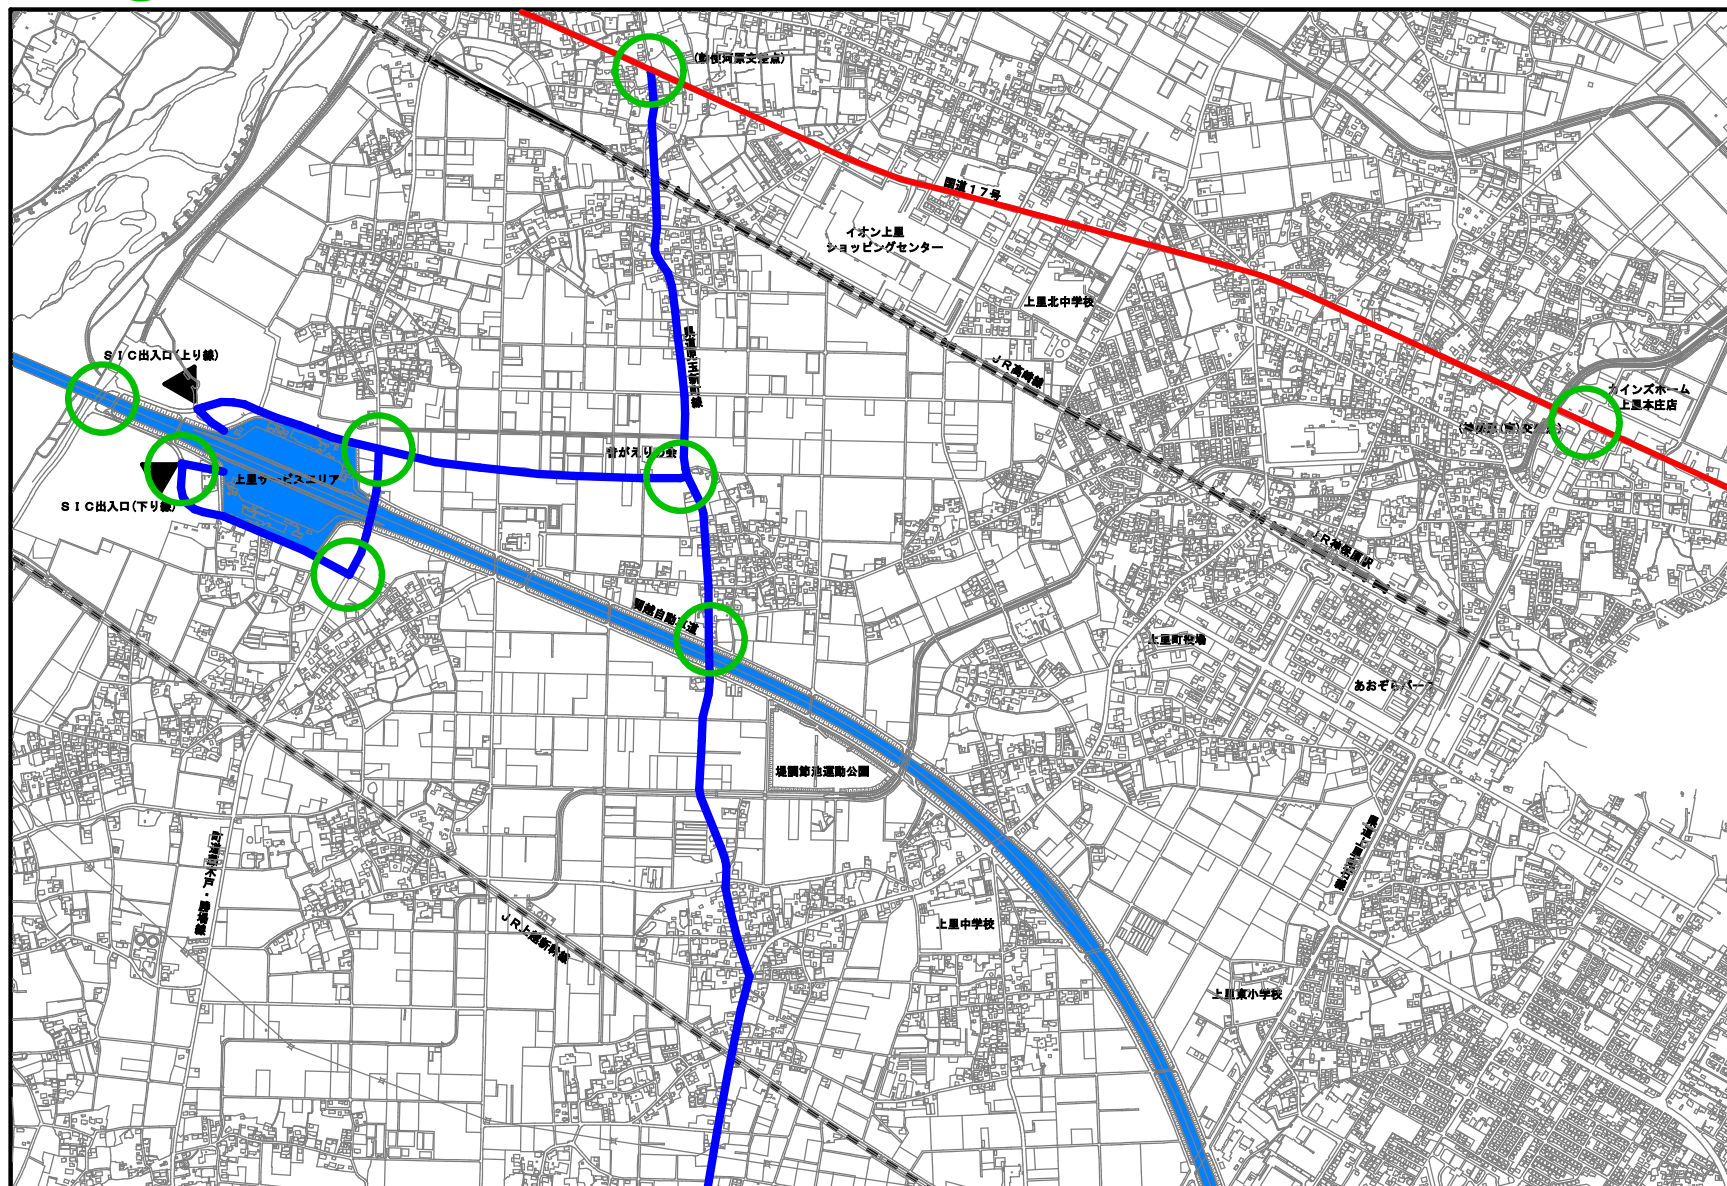 (勅使河原交差点)
国道17号
イオン上里
ショッピングセンター
上里北中学校
県道児玉新町線
JR高崎線
SIC出入口(上り線)
カインズホーム
上里本庄店
上里サービスエリア
SIC出入口(下り線)
JR神保原駅
関越自動車道
上里町役場
あおぞらパーク
堤調節池運動公園
上里中学校
JR上越新幹線
上里東小学校